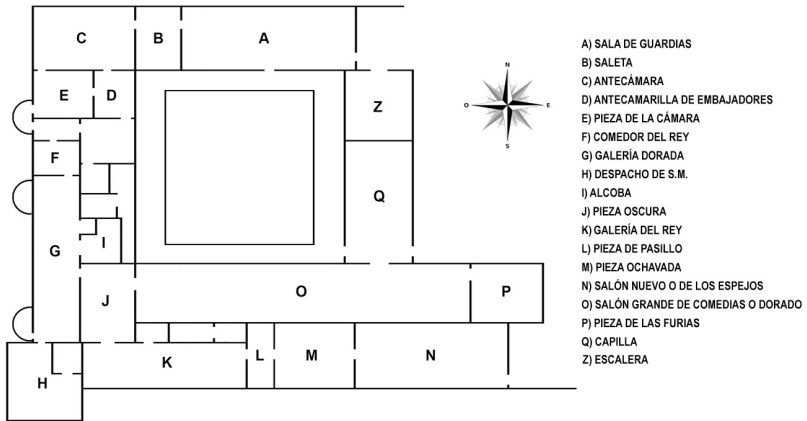 C
B
A
E
D
Z
F
Q
G
I
J
O
P
K
L
M
N
H
N
O
E
S
A) SALA DE GUARDIAS
B) SALETA
C) ANTECÁMARA
D) ANTECAMARILLA DE EMBAJADORES
E) PIEZA DE LA CÁMARA
F) COMEDOR DEL REY
G) GALERÍA DORADA
H) DESPACHO DE S.M.
I) ALCOBA
J) PIEZA OSCURA
K) GALERÍA DEL REY
L) PIEZA DE PASILLO
M) PIEZA OCHAVADA
N) SALÓN NUEVO O DE LOS ESPEJOS
O) SALÓN GRANDE DE COMEDIAS O DORADO
P) PIEZA DE LAS FURIAS
Q) CAPILLA
Z) ESCALERA